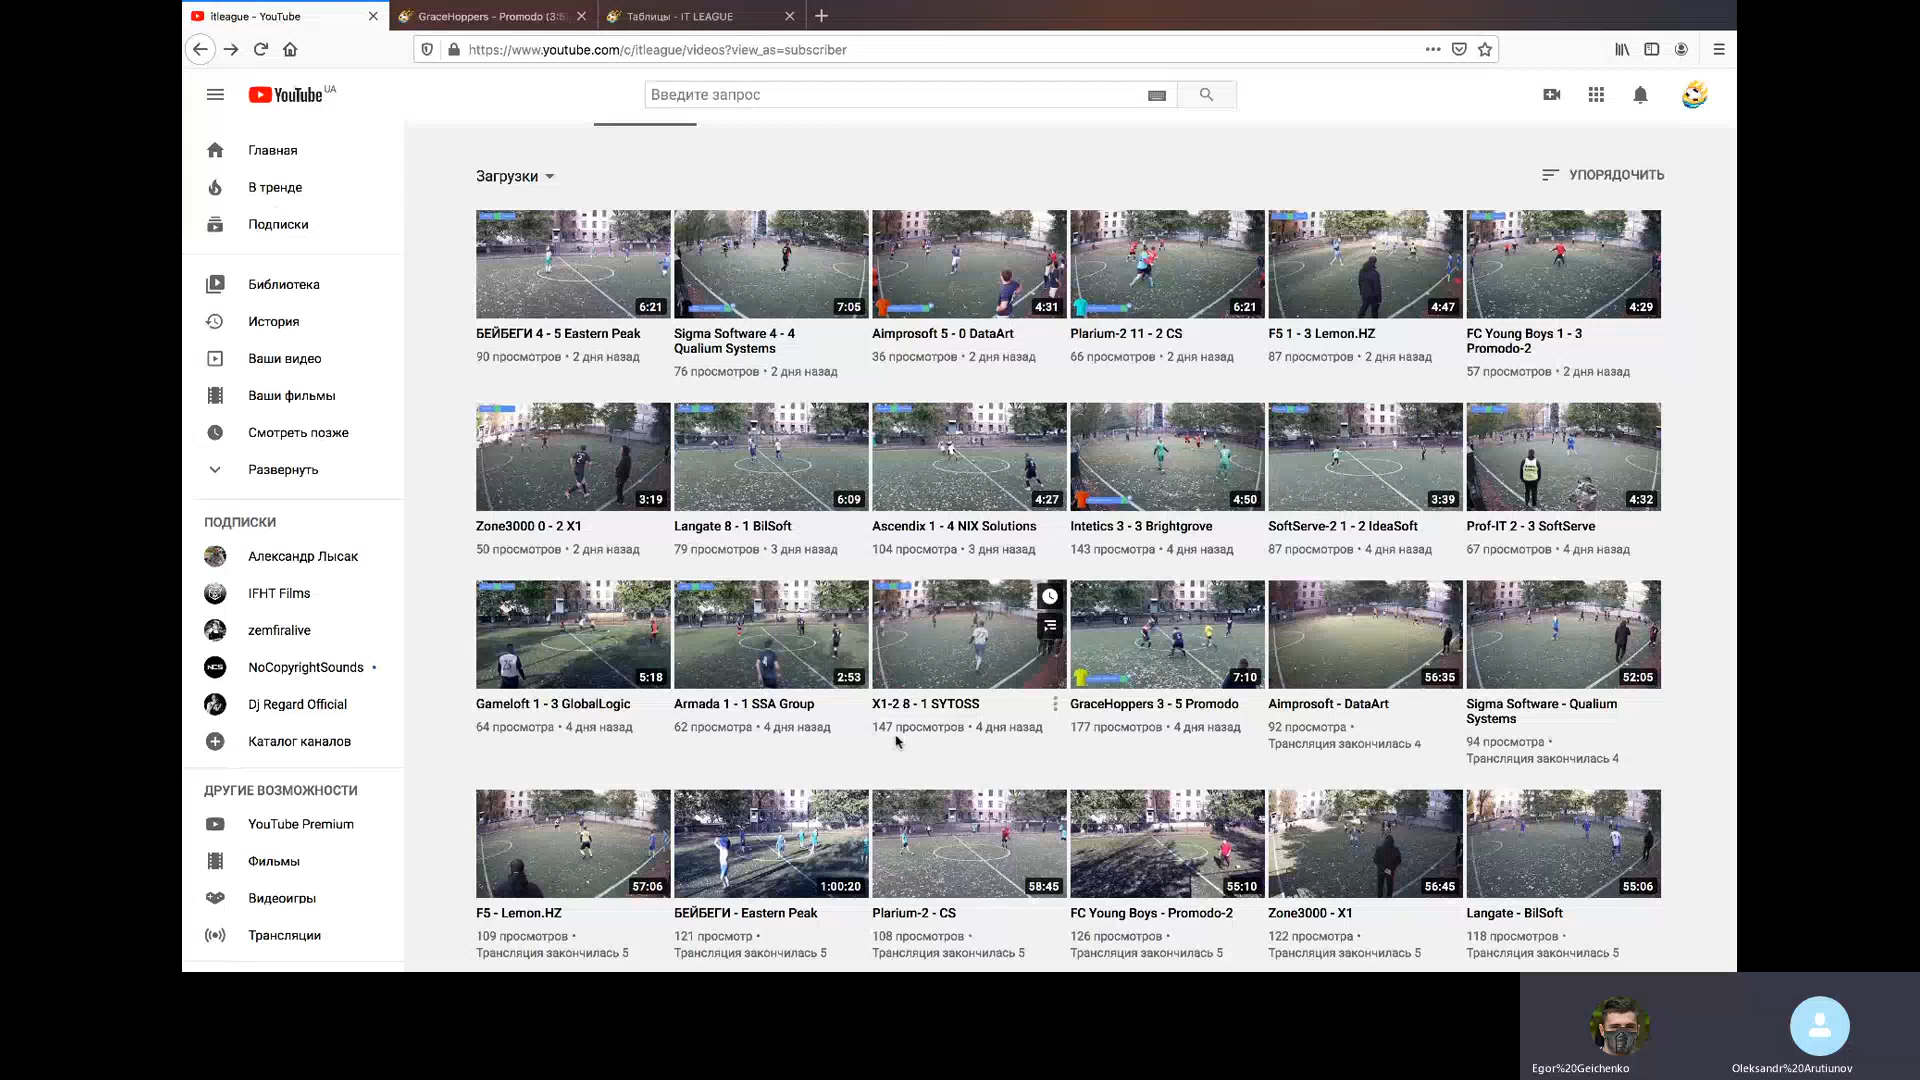 itleague - YouTube
GraceHoppers - Promodo (3:5
Таблицы - IT LEAGUE
https://www.youtube.com/c/itleague/videos?view_as=subscriber
YouTube UA
Введите запрос
Главная
В тренде
Подписки
Библиотека
История
Ваши видео
Ваши фильмы
Смотреть позже
Развернуть
ПОДПИСКИ
Александр Лысак
IFHT Films
zemfiralive
NCS
NoCopyrightSounds •
Dj Regard Official
Каталог каналов
ДРУГИЕ ВОЗМОЖНОСТИ
YouTube Premium
Фильмы
Видеоигры
Трансляции
Загрузки
УПОРЯДОЧИТЬ
6:21
БЕЙБЕГИ 4 - 5 Eastern Peak
90 просмотров • 2 дня назад
7:05
Sigma Software 4 - 4
Qualium Systems
76 просмотров • 2 дня назад
4:31
Aimprosoft 5 - 0 DataArt
36 просмотров • 2 дня назад
6:21
Plarium-2 11 - 2 CS
66 просмотров • 2 дня назад
4:47
F5 1 - 3 Lemon.HZ
87 просмотров • 2 дня назад
4:29
FC Young Boys 1 - 3
Promodo-2
57 просмотров • 2 дня назад
3:19
Zone3000 0 - 2 X1
50 просмотров • 2 дня назад
6:09
Langate 8 - 1 BilSoft
79 просмотров • 3 дня назад
4:27
Ascendix 1 - 4 NIX Solutions
104 просмотра • 3 дня назад
4:50
Intetics 3 - 3 Brightgrove
143 просмотра • 4 дня назад
3:39
SoftServe-2 1 - 2 IdeaSoft
87 просмотров • 4 дня назад
4:32
Prof-IT 2 - 3 SoftServe
67 просмотров • 4 дня назад
5:18
Gameloft 1 - 3 GlobalLogic
64 просмотра • 4 дня назад
2:53
Armada 1 - 1 SSA Group
62 просмотра • 4 дня назад
X1-2 8 - 1 SYTOSS
147 просмотров • 4 дня назад
7:10
GraceHoppers 3 - 5 Promodo
177 просмотров • 4 дня назад
56:35
Aimprosoft - DataArt
92 просмотра •
Трансляция закончилась 4
52:05
Sigma Software - Qualium
Systems
94 просмотра •
Трансляция закончилась 4
57:06
F5 - Lemon.HZ
109 просмотров •
Трансляция закончилась 5
1:00:20
БЕЙБЕГИ - Eastern Peak
121 просмотр •
Трансляция закончилась 5
58:45
Plarium-2 - CS
108 просмотров •
Трансляция закончилась 5
55:10
FC Young Boys - Promodo-2
126 просмотров •
Трансляция закончилась 5
56:45
Zone3000 - X1
122 просмотра •
Трансляция закончилась 5
55:06
Langate - BilSoft
118 просмотров •
Трансляция закончилась 5
Egor%20Geichenko
Oleksandr%20Arutiunov